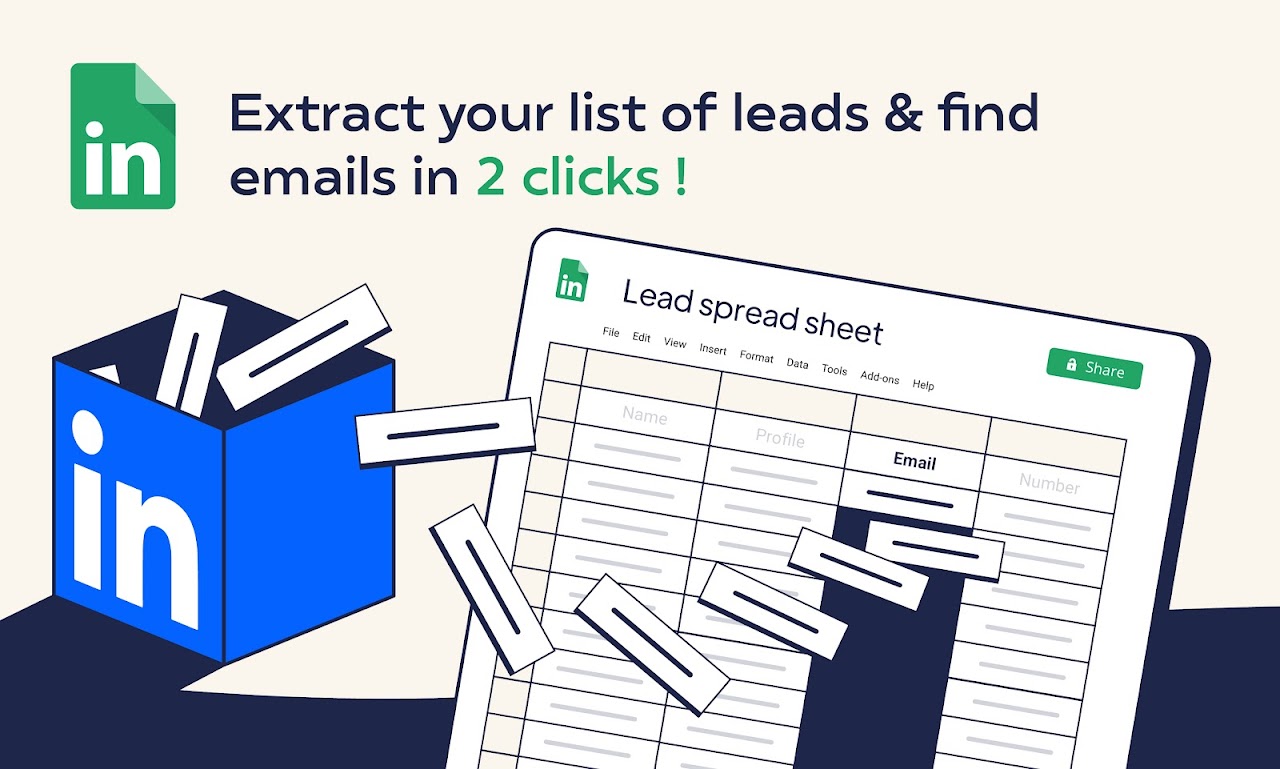 in
Extract your list of leads & find
emails in 2 clicks !
in
Lead spread sheet
File Edit View Insert Format Data Tools Add-ons Help
Share
Name Profile Email Number
in